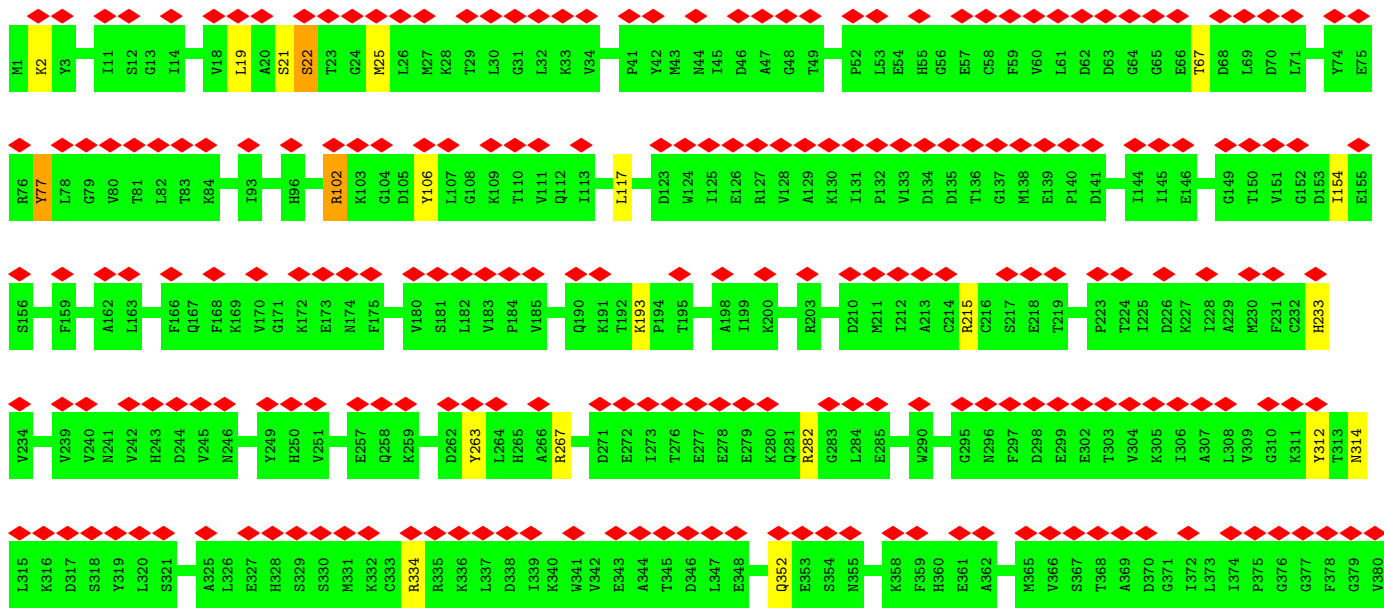 M1 K2 Y3 I11 S12 G13 I14 V18 L19 A20 S21 S22 T23 G24 M25 L26 M27 K28 T29 L30 G31 L32 K33 V34 P41 Y42 M43 N44 I45 D46 A47 G48 T49 P52 L53 E54 H55 G56 E57 C58 F59 V60 L61 D62 D63 G64 G65 E66 T67 D68 L69 D70 L71 Y74 E75
R76 Y77 L78 G79 V80 T81 L82 T83 K84 I93 H96 R102 K103 G104 D105 Y106 L107 G108 K109 T110 V111 Q112 I113 L117 D123 W124 I125 E126 R127 V128 A129 K130 I131 P132 V133 D134 D135 T136 G137 M138 E139 P140 D141 I144 I145 E146 G149 T150 V151 G152 D153 I154 E155
S156 F159 A162 L163 F166 Q167 F168 K169 V170 G171 K172 E173 N174 F175 V180 S181 L182 V183 P184 V185 Q190 K191 T192 K193 P194 T195 A198 I199 K200 R203 D210 M211 I212 A213 C214 R215 C216 S217 E218 T219 P223 T224 I225 D226 K227 I228 A229 M230 F231 C232 H233
V234 V239 V240 N241 V242 H243 D244 V245 N246 Y249 H250 V251 E257 Q258 K259 D262 Y263 L264 H265 A266 R267 D271 E272 I273 T276 E277 E278 E279 K280 Q281 R282 G283 L284 E285 W290 G295 N296 F297 D298 E299 E302 T303 V304 K305 I306 A307 L308 V309 G310 K311 Y312 T313 N314
L315 K316 D317 S318 Y319 L320 S321 A325 L326 E327 H328 S329 S330 M331 K332 C333 R334 R335 K336 L337 D338 I339 K340 W341 V342 E343 A344 T345 D346 L347 E348 Q352 E353 S354 N355 K358 F359 H360 E361 A362 M365 V366 S367 T368 A369 D370 G371 I372 L373 I374 P375 G376 G377 F378 G379 V380